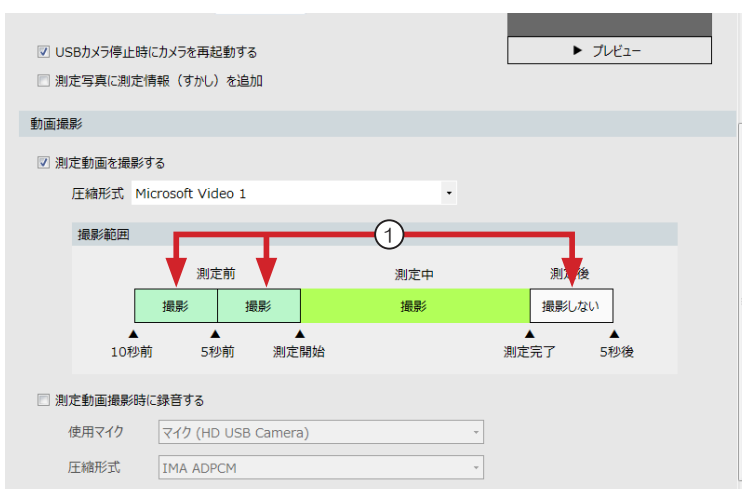 USBカメラ停止時にカメラを再起動する
▶ プレビュー
測定写真に測定情報（すかし）を追加
動画撮影
測定動画を撮影する
圧縮形式 Microsoft Video 1
撮影範囲
1
測定前 測定中 測定後
撮影 撮影 撮影 撮影しない
▲ ▲ ▲ ▲ ▲
10秒前 5秒前 測定開始 測定完了 5秒後
測定動画撮影時に録音する
使用マイク マイク (HD USB Camera)
圧縮形式 IMA ADPCM